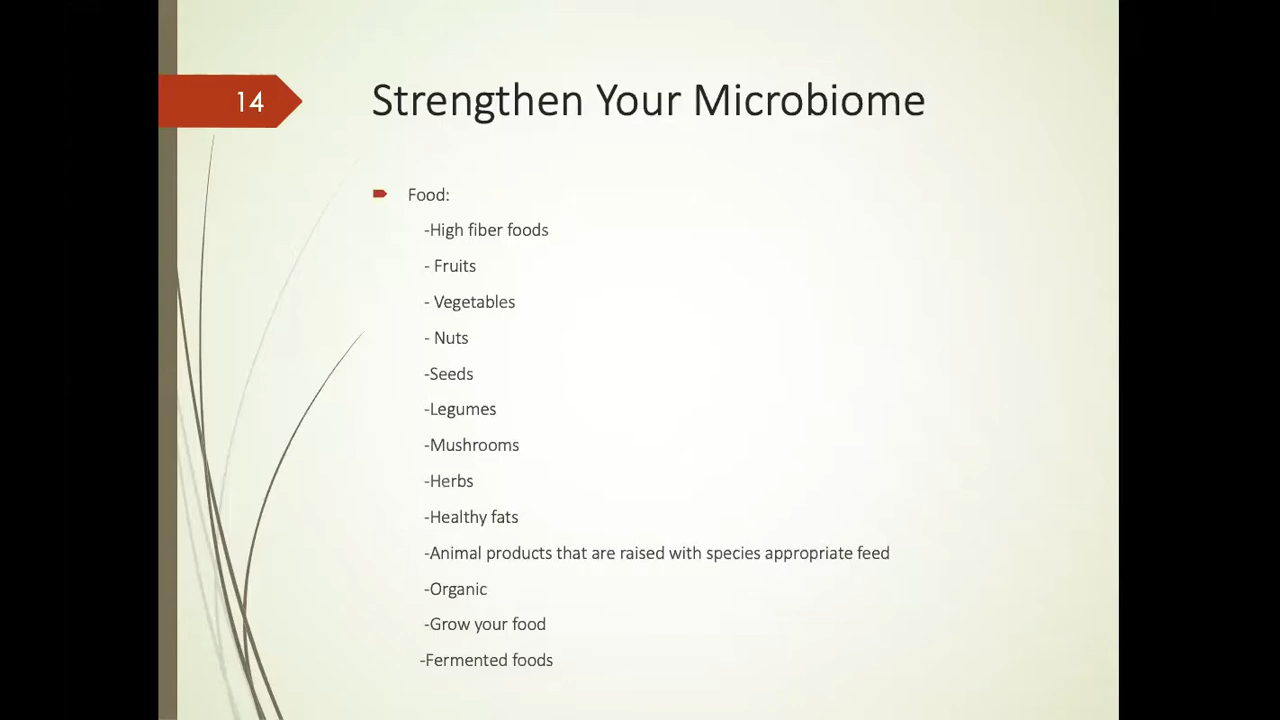 14
Strengthen Your Microbiome
Food:
-High fiber foods
- Fruits
- Vegetables
- Nuts
-Seeds
-Legumes
-Mushrooms
-Herbs
-Healthy fats
-Animal products that are raised with species appropriate feed
-Organic
-Grow your food
-Fermented foods